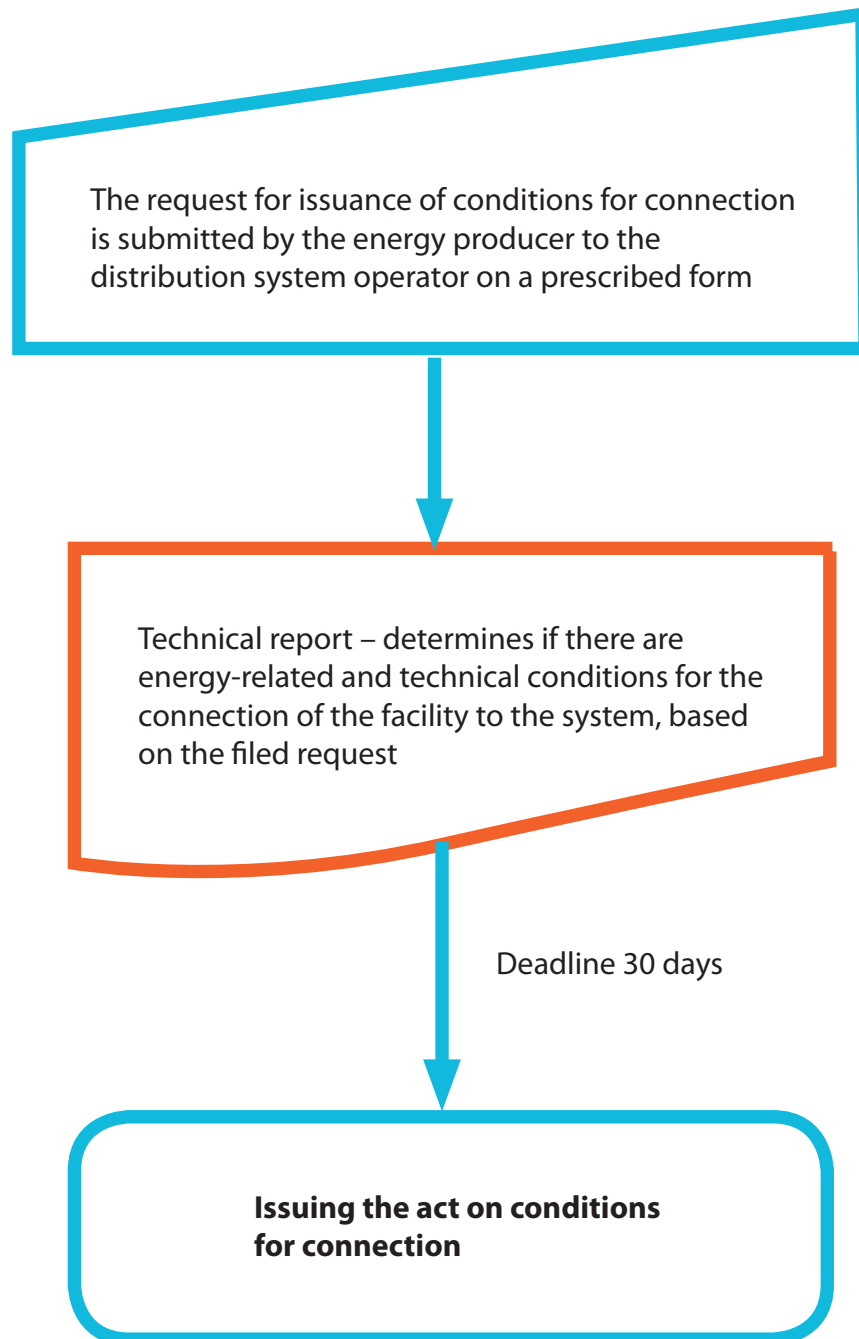 The request for issuance of conditions for connection
is submitted by the energy producer to the
distribution system operator on a prescribed form
Technical report – determines if there are
energy-related and technical conditions for the
connection of the facility to the system, based
on the filed request
Deadline 30 days
Issuing the act on conditions
for connection